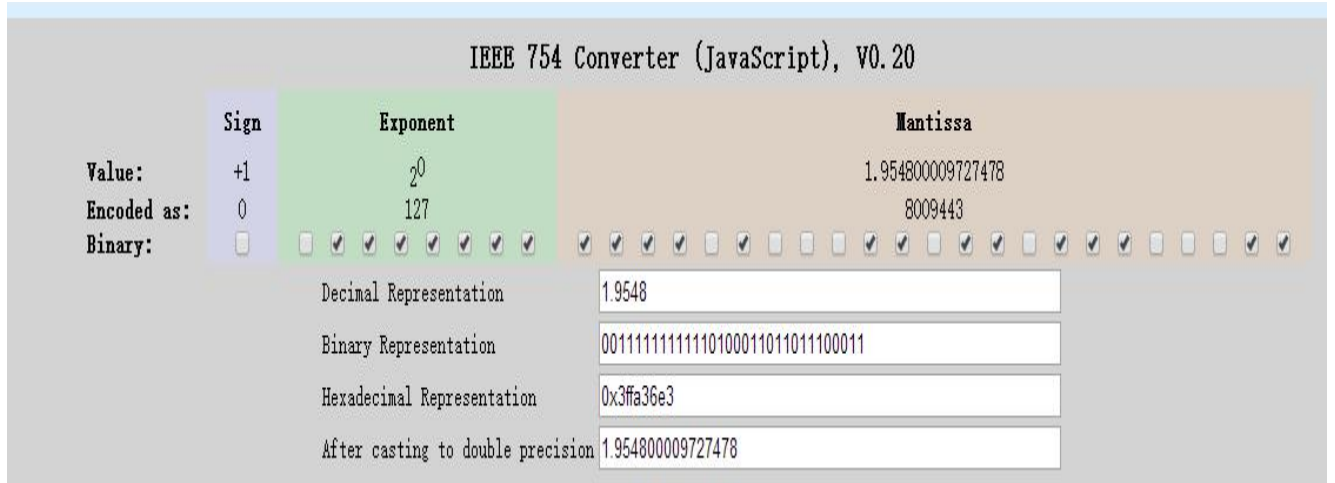 IEEE 754 Converter (JavaScript), V0.20
Sign Exponent Mantissa
Value: +1 2^0 1.954800009727478
Encoded as: 0 127 8009443
Binary:
Decimal Representation 1.9548
Binary Representation 00111111111110100011011011100011
Hexadecimal Representation 0x3ffa36e3
After casting to double precision 1.954800009727478